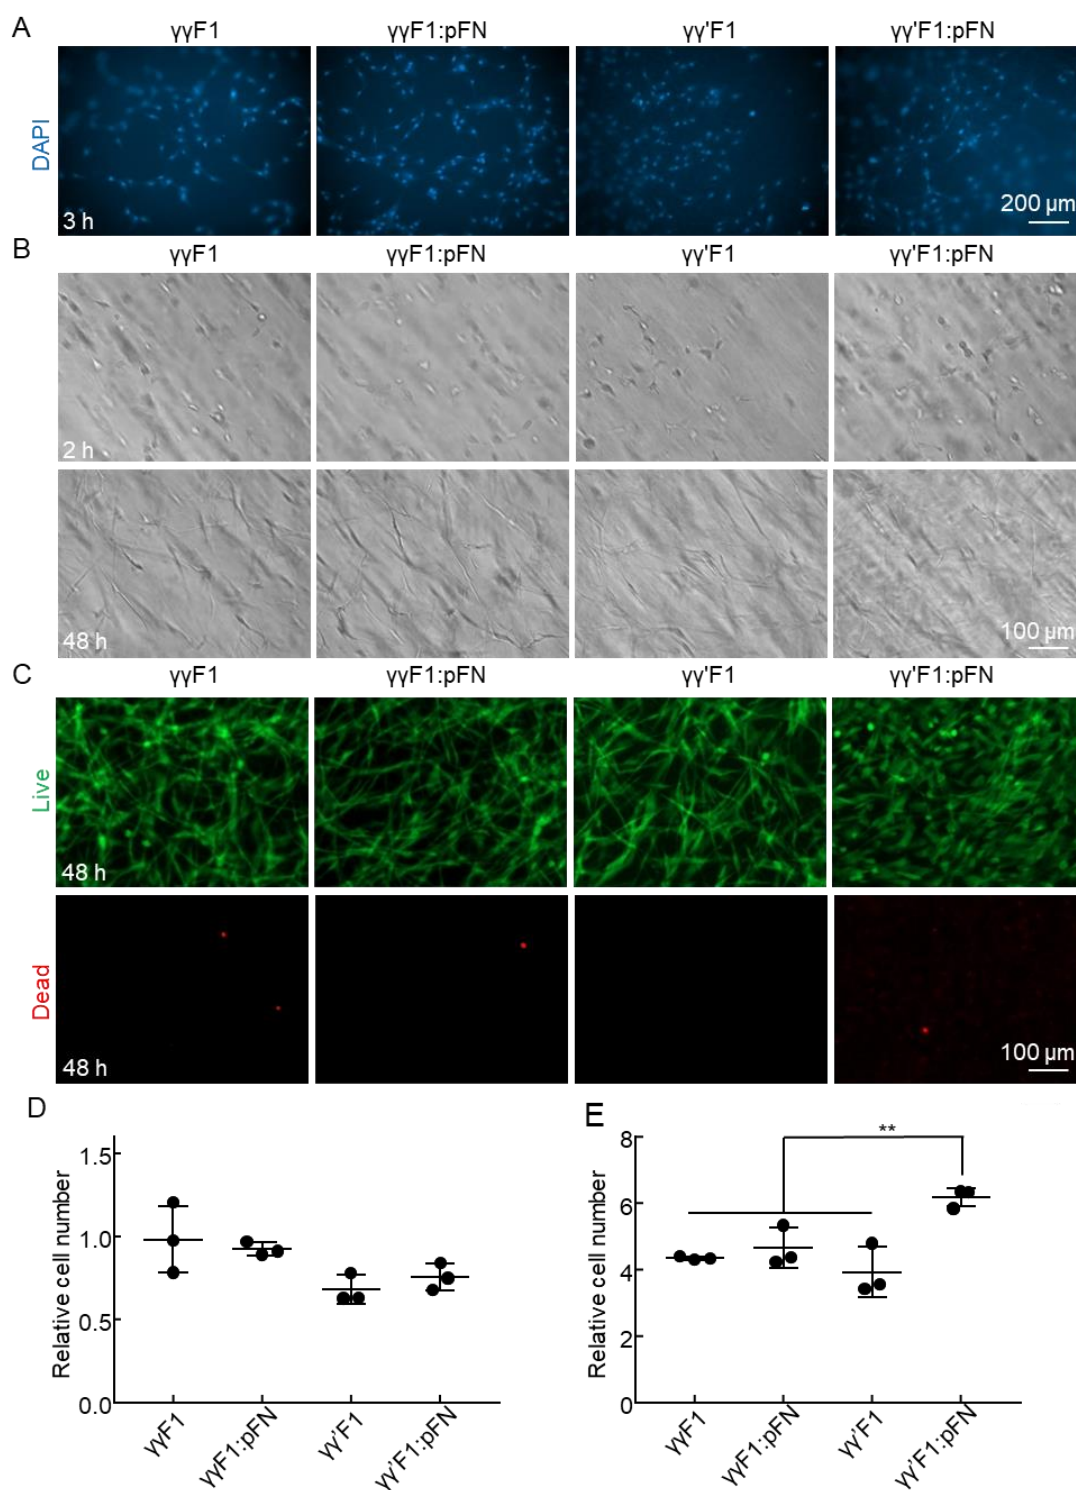 A
γγF1 γγF1:pFN γγ'F1 γγ'F1:pFN
DAPI
3 h
200 µm
B
γγF1 γγF1:pFN γγ'F1 γγ'F1:pFN
2 h
48 h
100 µm
C
γγF1 γγF1:pFN γγ'F1 γγ'F1:pFN
Live
48 h
Dead
48 h
100 µm
D
Relative cell number
1.5
1.0
0.5
0.0
γγF1
γγF1:pFN
γγ'F1
γγ'F1:pFN
E
Relative cell number
8
6
4
2
0
**
γγF1
γγF1:pFN
γγ'F1
γγ'F1:pFN